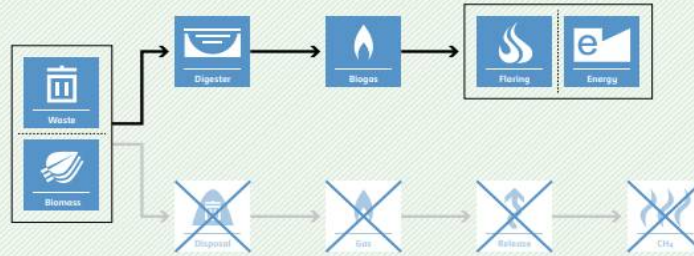 Waste
Biomass
Digester
Biogas
Flaring
e
Energy
Disposal
Gas
Release
CH₄